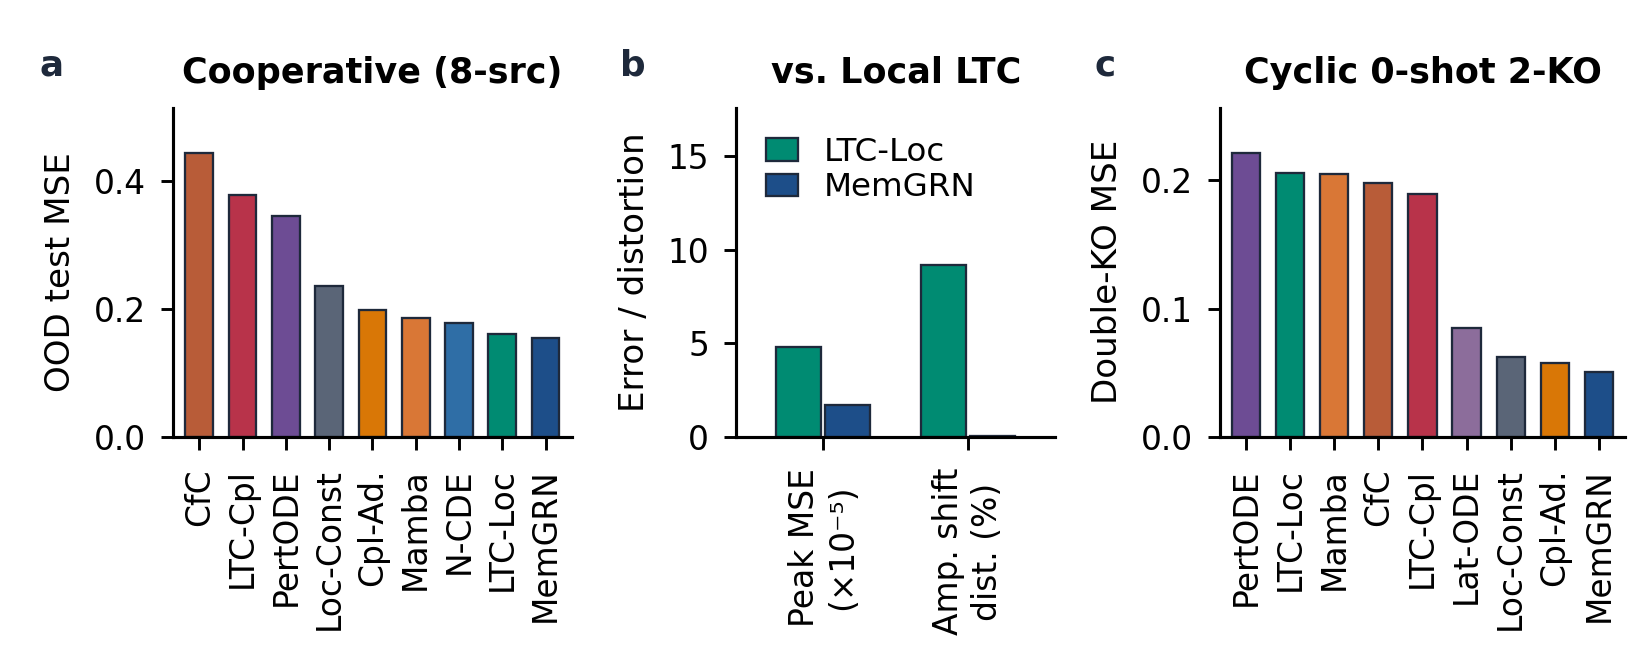 a
Cooperative (8-src)
OOD test MSE
0.4
0.2
0.0
CfC
LTC-Cpl
PertODE
Loc-Const
Cpl-Ad.
Mamba
N-CDE
LTC-Loc
MemGRN
b
vs. Local LTC
Error / distortion
15
10
5
0
LTC-Loc
MemGRN
Peak MSE
(×10⁻⁵)
Amp. shift
dist. (%)
c
Cyclic 0-shot 2-KO
Double-KO MSE
0.2
0.1
0.0
PertODE
LTC-Loc
Mamba
CfC
LTC-Cpl
Lat-ODE
Loc-Const
Cpl-Ad.
MemGRN